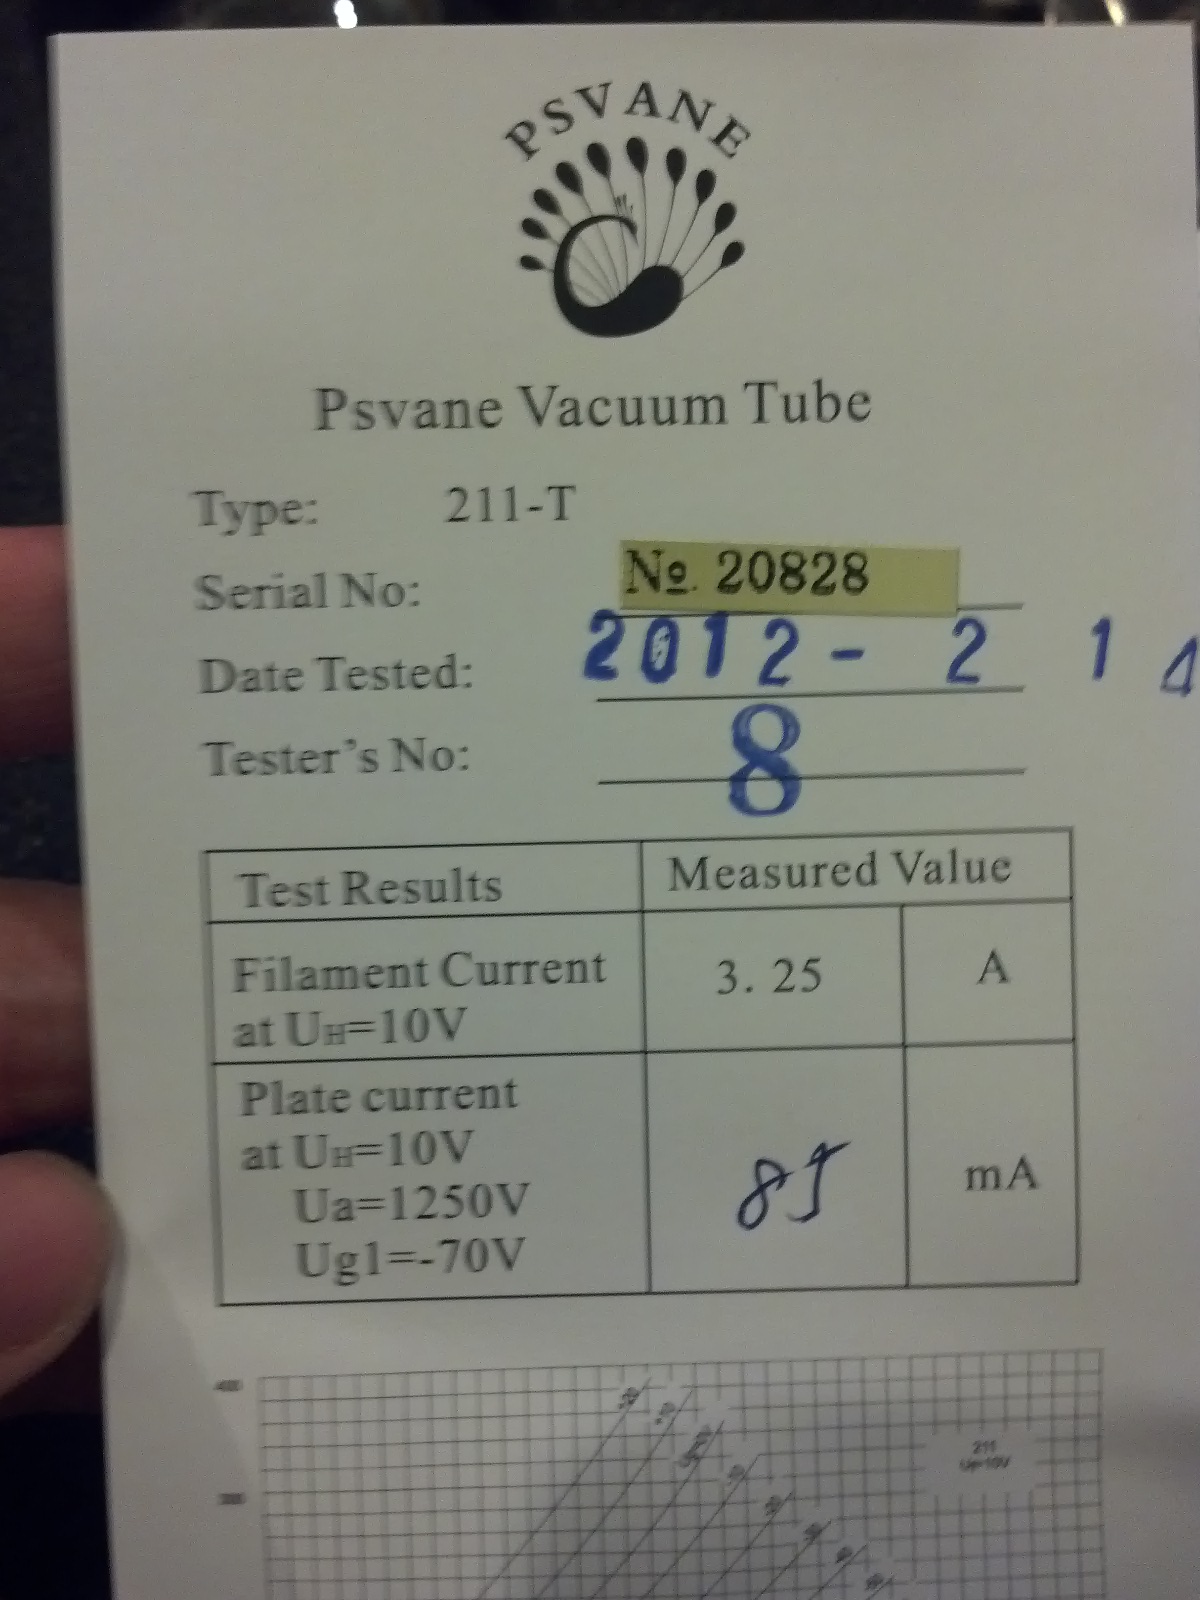 PSVANE
Psvane Vacuum Tube
Type: 211-T
Serial No: № 20828
Date Tested: 2012 - 2 14
Tester's No: 8
Test Results Measured Value
Filament Current
at UH=10V 3.25 A
Plate current
at UH=10V
Ua=1250V
Ug1=-70V
85 mA
400
211